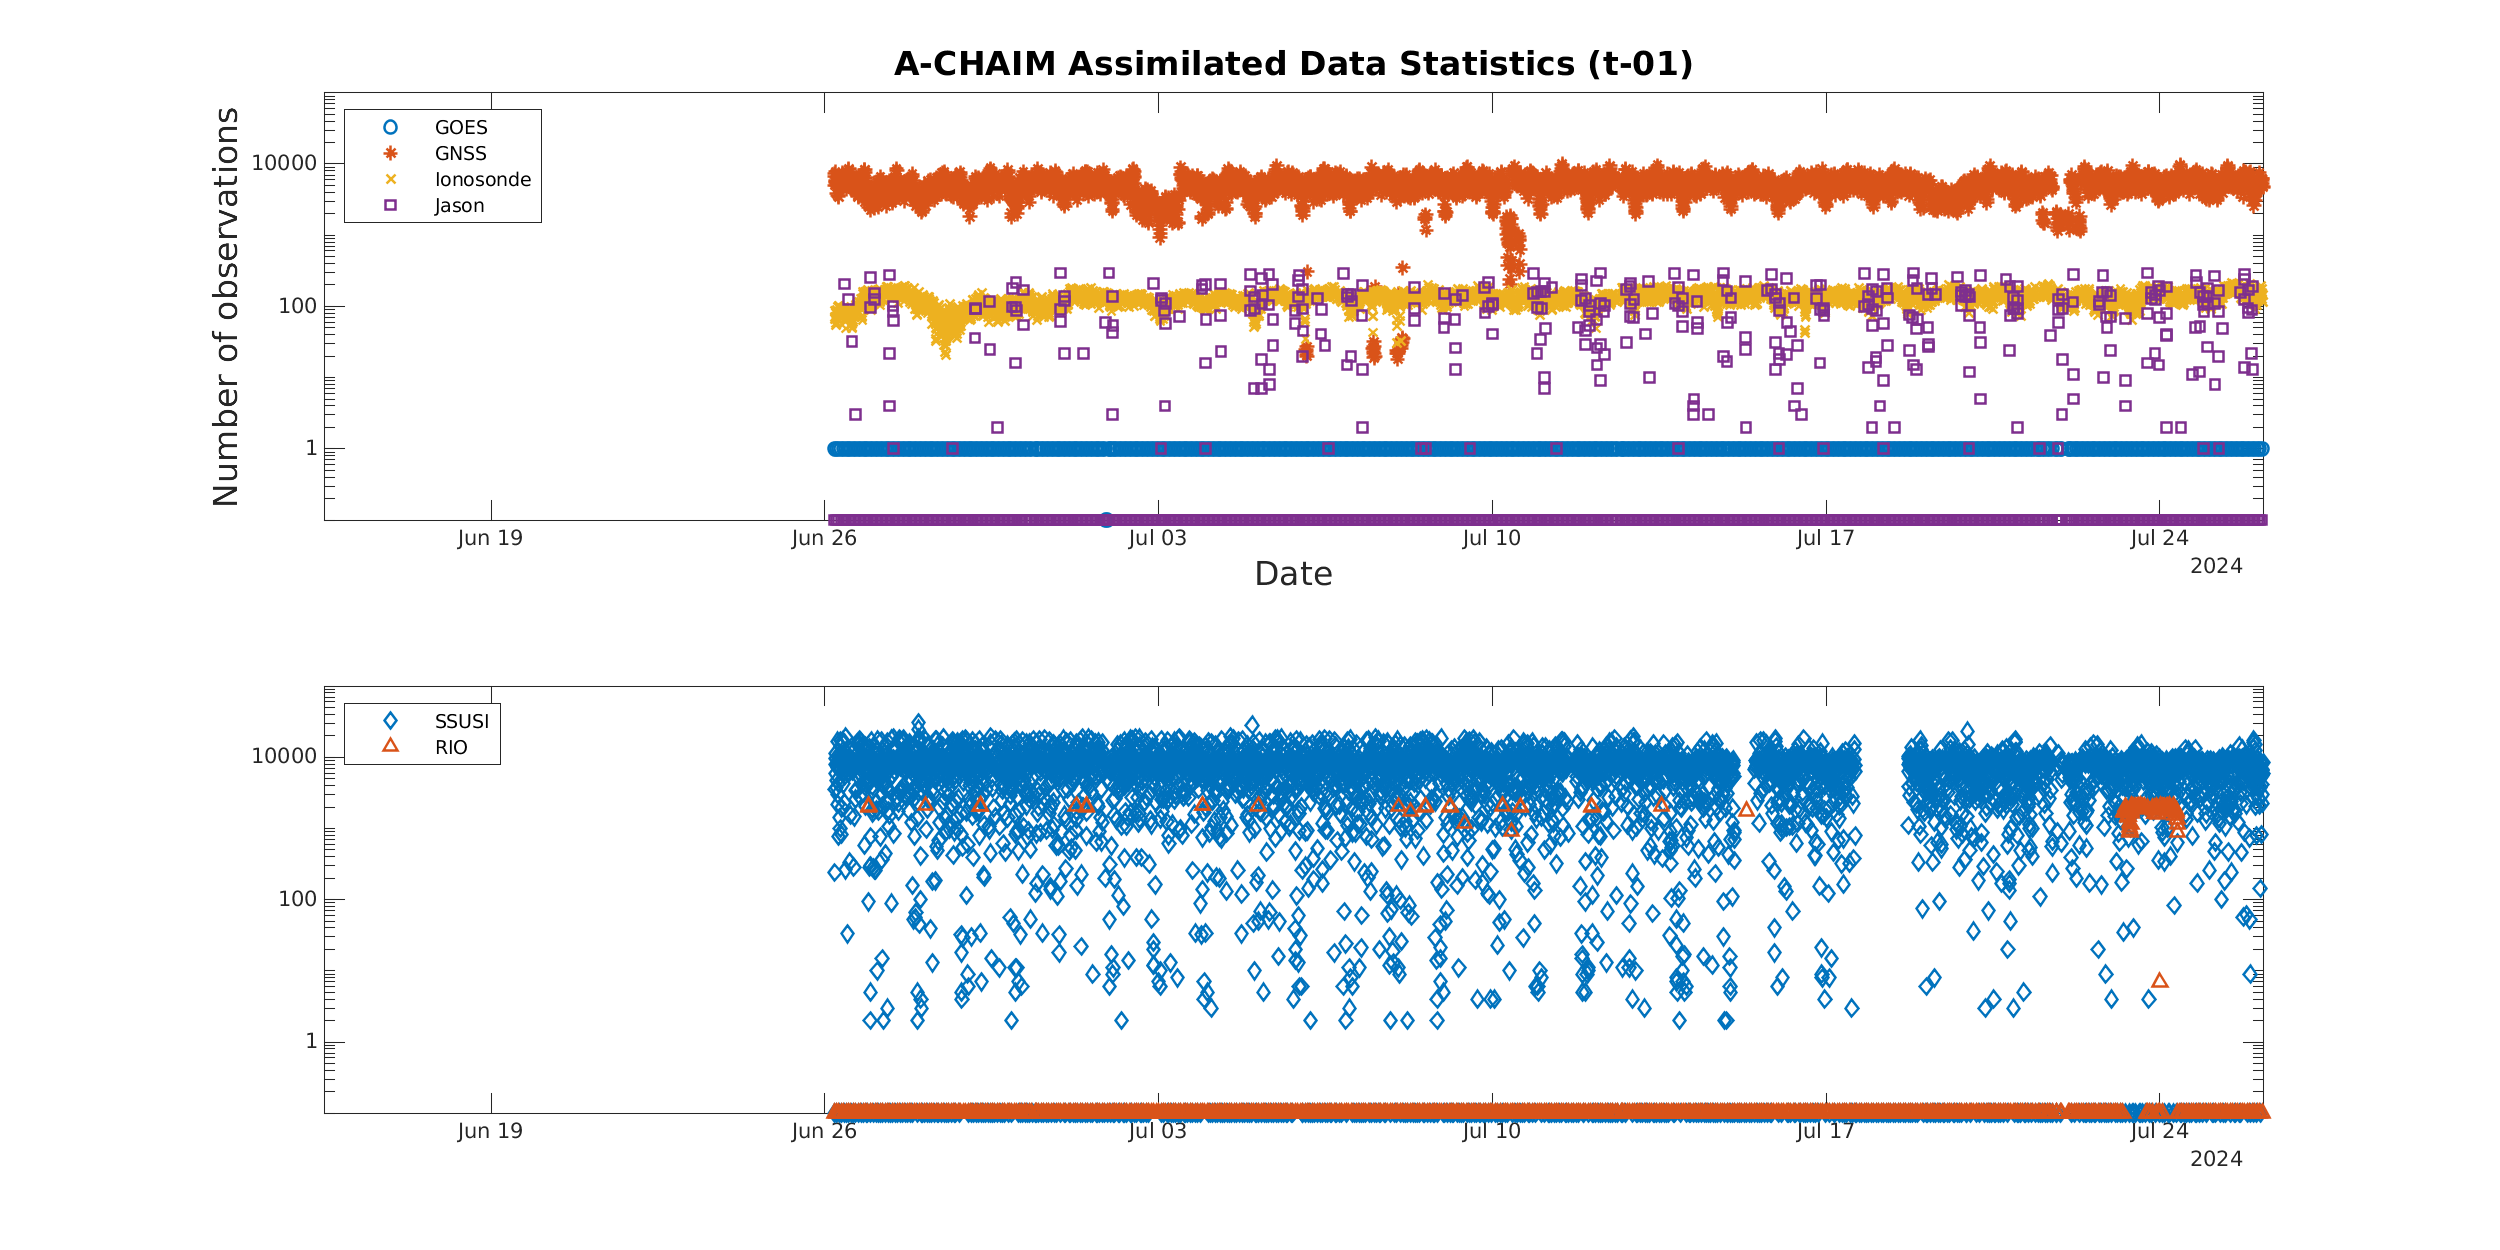 A-CHAIM Assimilated Data Statistics (t-01)
Number of observations
10000
100
1
GOES
GNSS
Ionosonde
Jason
Jun 19
Jun 26
Jul 03
Jul 10
Jul 17
Jul 24
2024
Date
10000
100
1
SSUSI
RIO
Jun 19
Jun 26
Jul 03
Jul 10
Jul 17
Jul 24
2024